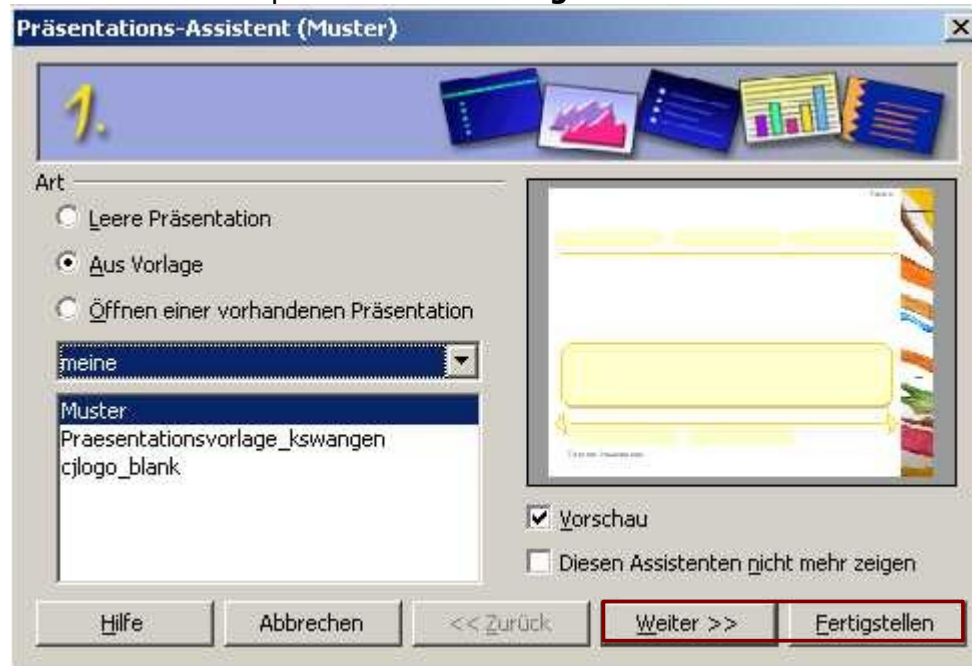 Präsentations-Assistent (Muster)
1.
Art
Leere Präsentation
Aus Vorlage
Öffnen einer vorhandenen Präsentation
meine
Muster
Praesentationsvorlage_kswangen
cjlogo_blank
Vorschau
Diesen Assistenten nicht mehr zeigen
Hilfe Abbrechen << Zurück Weiter >> Fertigstellen